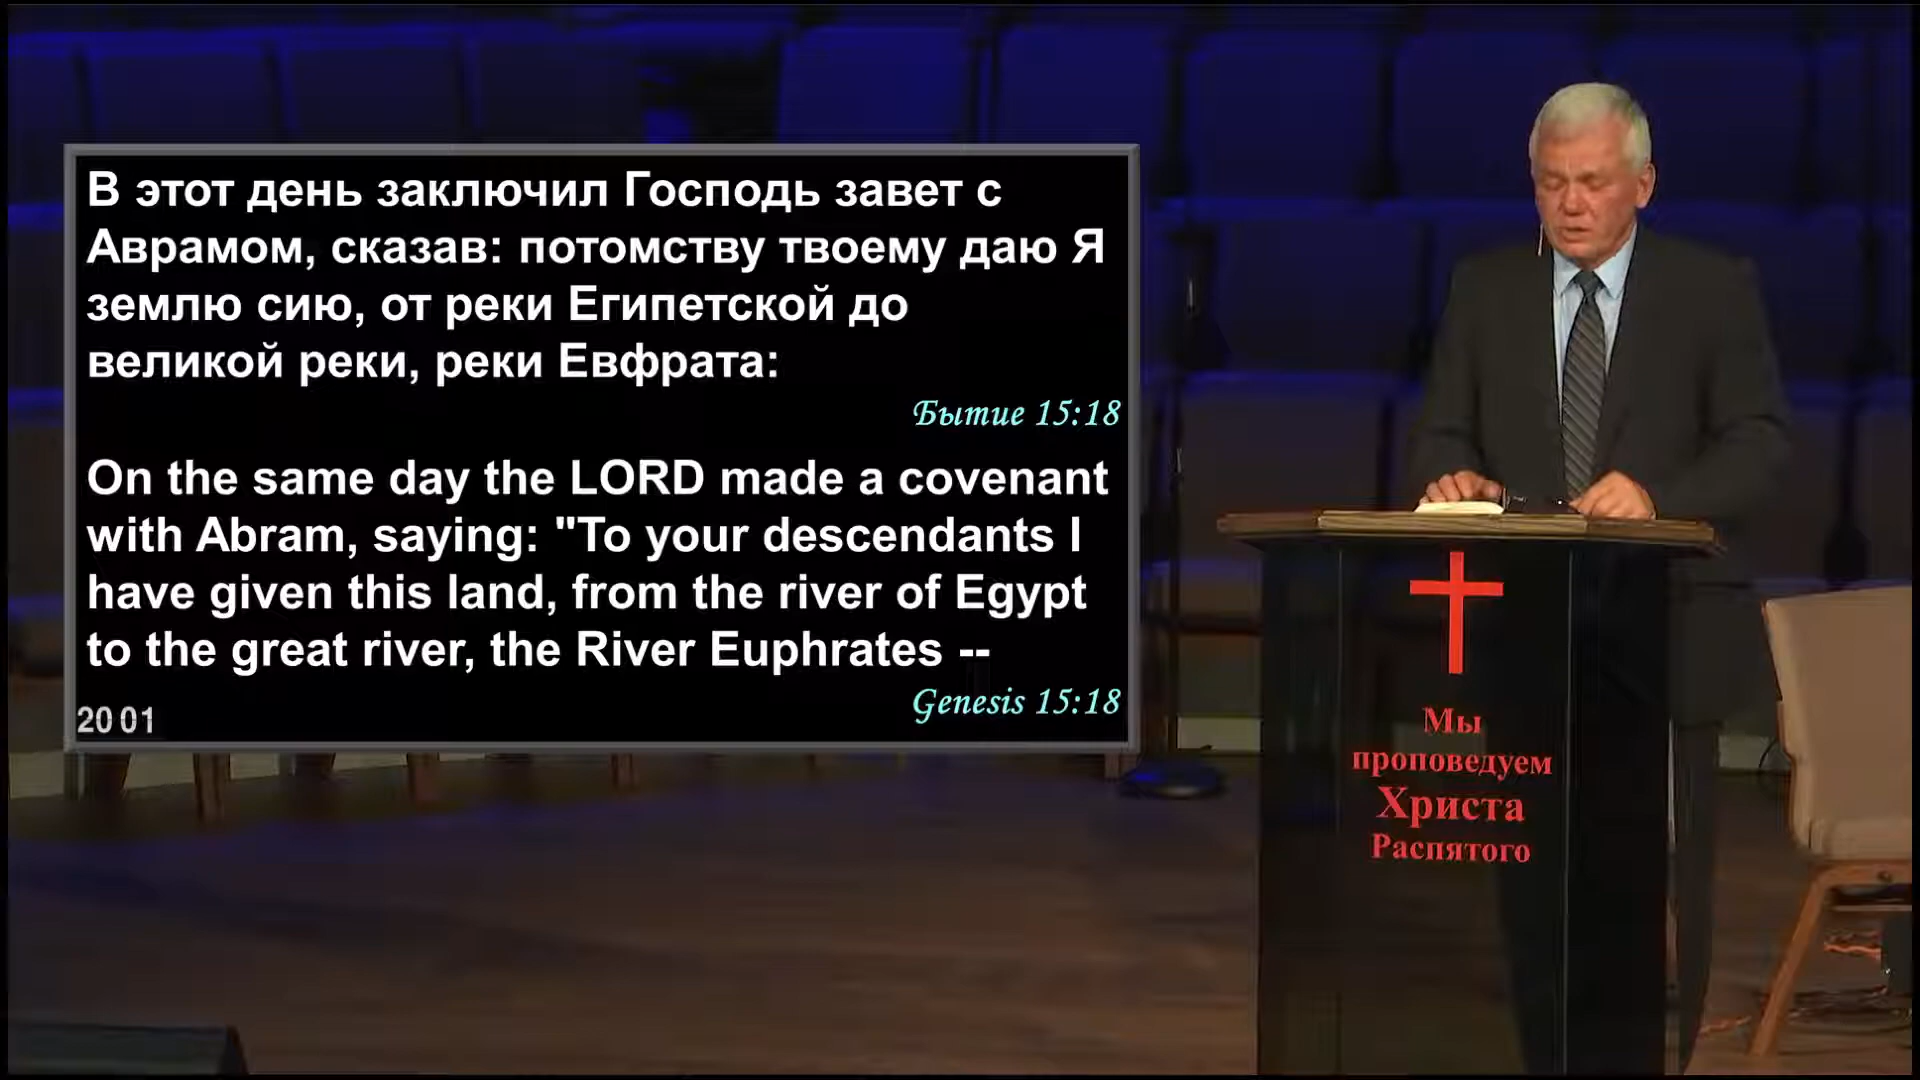 В этот день заключил Господь завет с
Аврамом, сказав: потомству твоему даю Я
землю сию, от реки Египетской до
великой реки, реки Евфрата:
Бытие 15:18
On the same day the LORD made a covenant
with Abram, saying: "To your descendants I
have given this land, from the river of Egypt
to the great river, the River Euphrates --
Genesis 15:18
20 01
Мы
проповедуем
Христа
Распятого